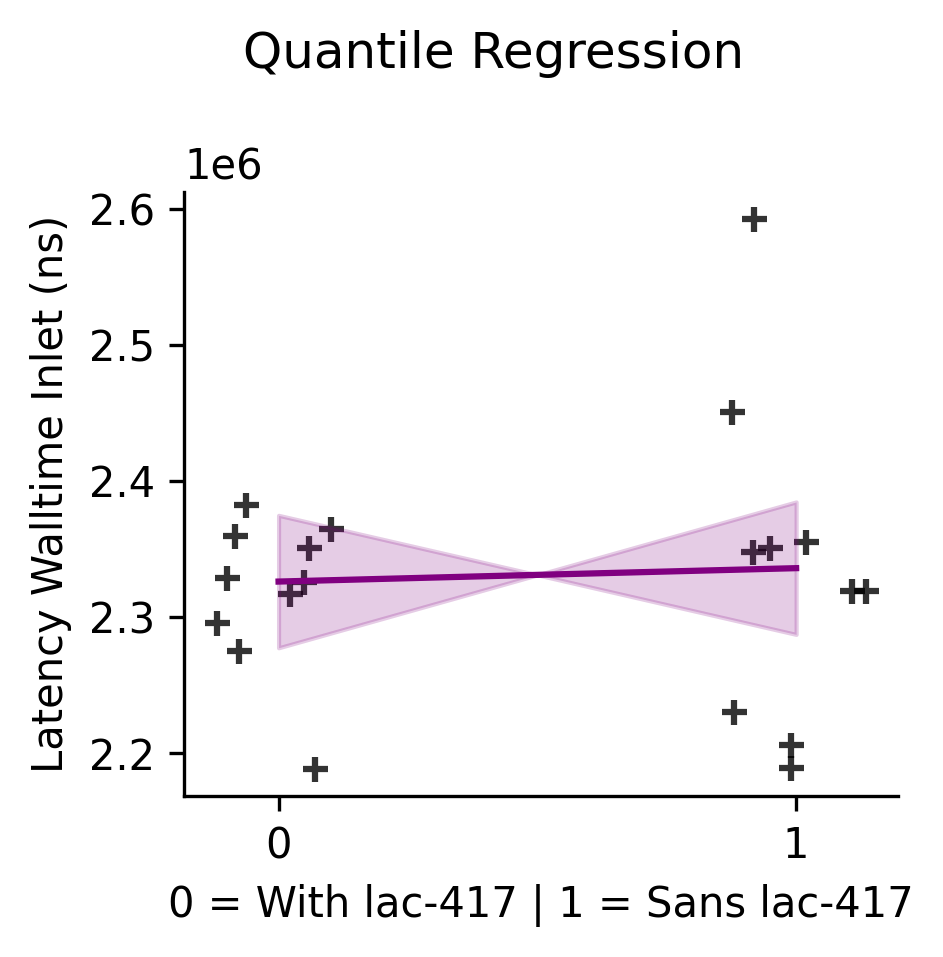 Quantile Regression
1e6
2.6
2.5
2.4
2.3
2.2
Latency Walltime Inlet (ns)
0 1
0 = With lac-417 | 1 = Sans lac-417